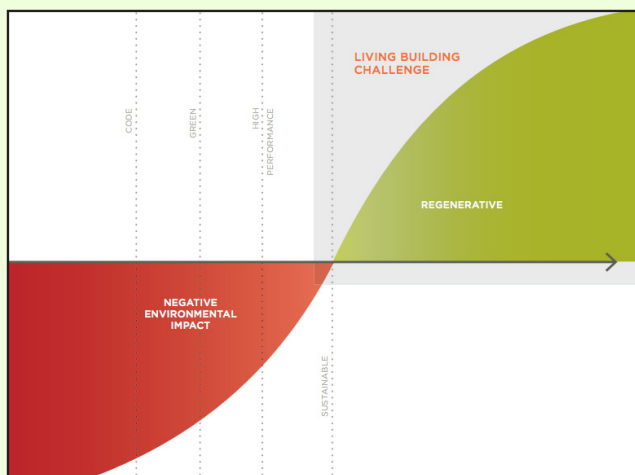 LIVING BUILDING
CHALLENGE
CODE
GREEN
HIGH
PERFORMANCE
REGENERATIVE
NEGATIVE
ENVIRONMENTAL
IMPACT
SUSTAINABLE